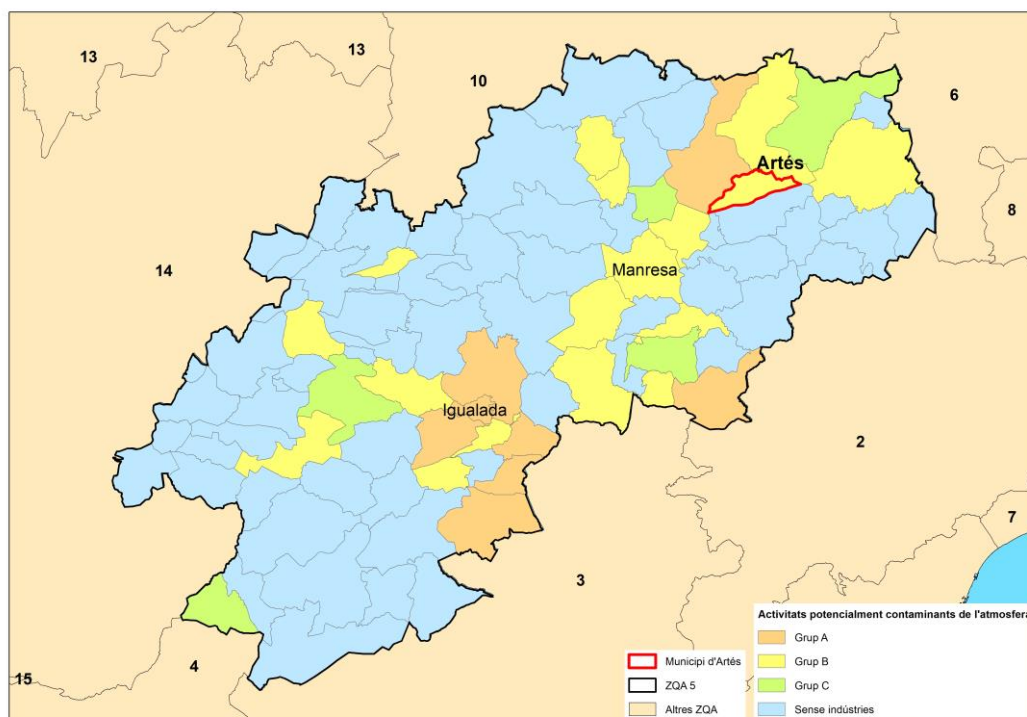 13
13
10
6
Artés
8
14
Manresa
Igualada
2
7
3
4
15
Activitats potencialment contaminants de l'atmosfera
Grup A
Grup B
Grup C
Sense indústries
Municipi d'Artés
ZQA 5
Altres ZQA